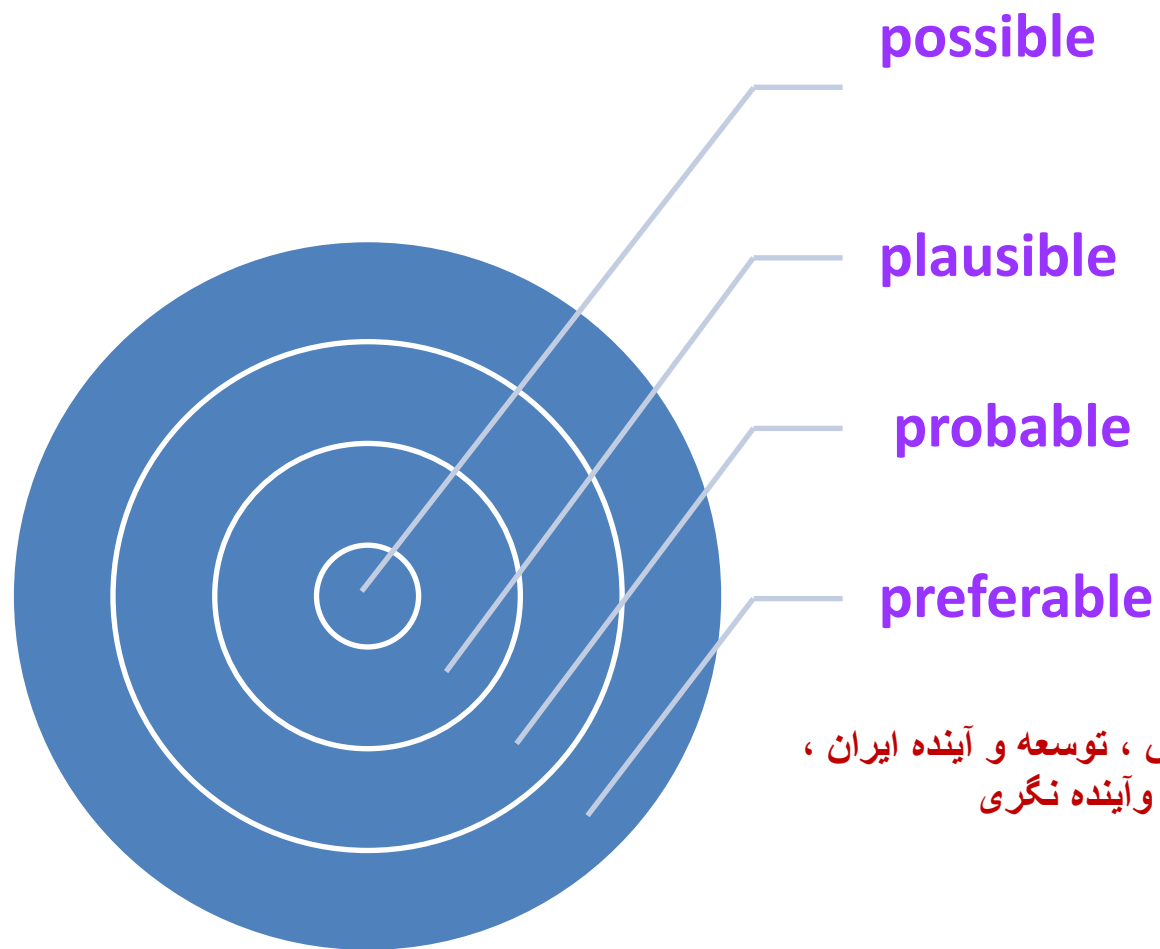 possible
plausible
probable
preferable
، توسعه و آینده ایران ،
وآینده نگری